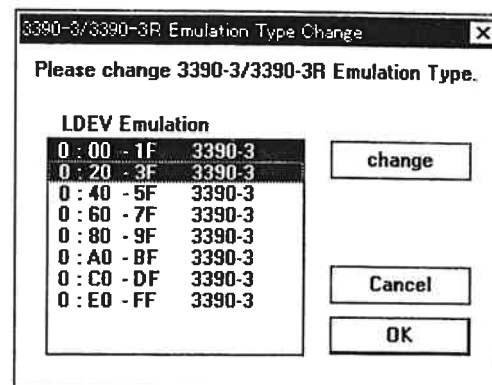 3390-3/3390-3R Emulation Type Change
Please change 3390-3/3390-3R Emulation Type.
LDEV Emulation
0 : 00 - 1F 3390-3
0 : 20 - 3F 3390-3
0 : 40 - 5F 3390-3
0 : 60 - 7F 3390-3
0 : 80 - 9F 3390-3
0 : A0 - BF 3390-3
0 : C0 - DF 3390-3
0 : E0 - FF 3390-3
change
Cancel
OK